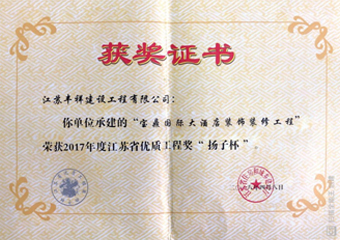 获奖证书
江苏丰祥建设工程有限公司：
你单位承建的“宝鼎国际大酒店装饰装修工程”
荣获2017年度江苏省优质工程奖“扬子杯”。